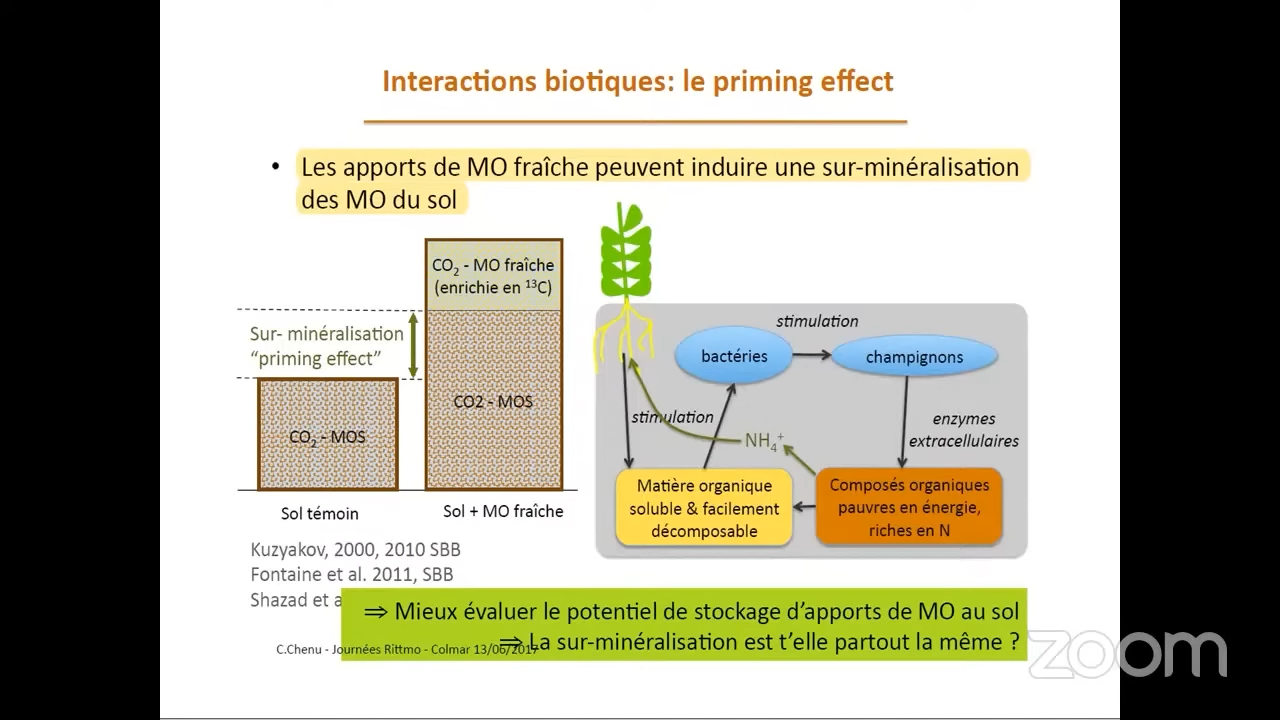 Interactions biotiques: le priming effect
• Les apports de MO fraîche peuvent induire une sur-minéralisation
des MO du sol
CO₂ - MO fraîche
(enrichie en ¹³C)
Sur- minéralisation
“priming effect”
CO₂ - MOS
CO2 - MOS
Sol témoin
Sol + MO fraîche
stimulation
bactéries
champignons
stimulation
enzymes
extracellulaires
NH₄⁺
Matière organique
soluble & facilement
décomposable
Composés organiques
pauvres en énergie,
riches en N
Kuzyakov, 2000, 2010 SBB
Fontaine et al. 2011, SBB
Shazad et
⇒ Mieux évaluer le potentiel de stockage d’apports de MO au sol
⇒ La sur-minéralisation est t’elle partout la même ?
C.Chenu - Journées Rittmo - Colmar 13/06/2017
zoom